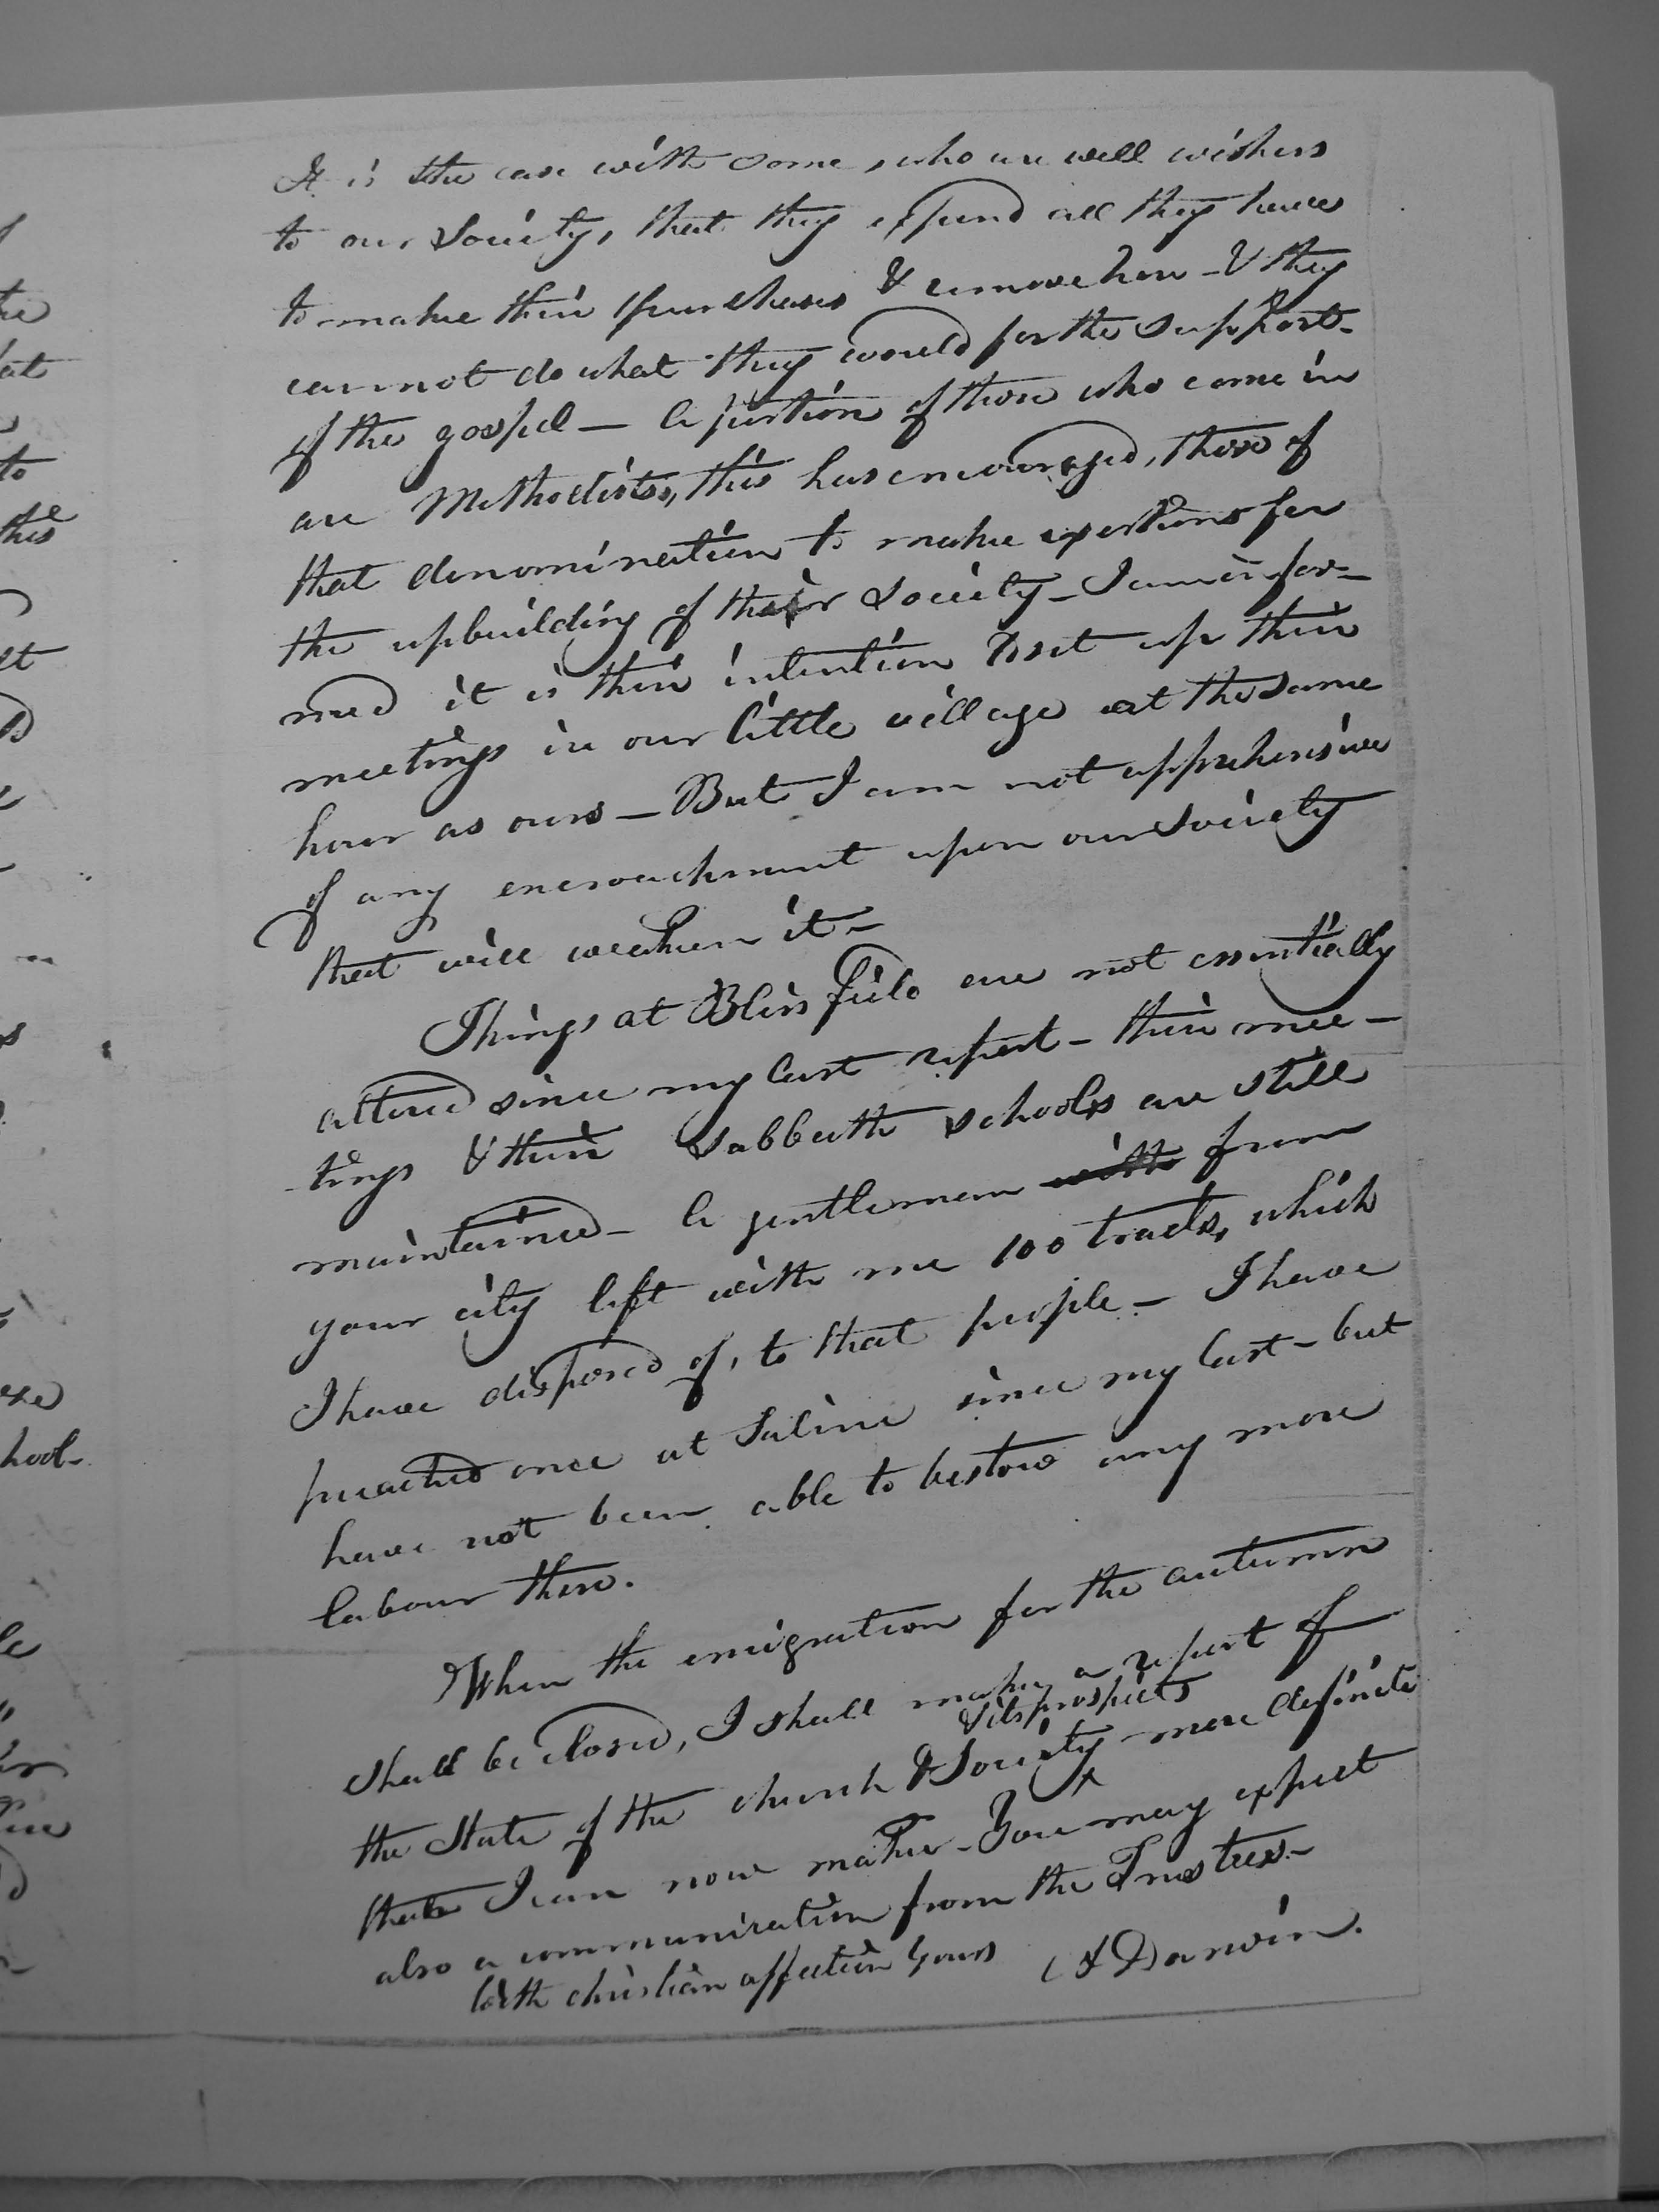 It is the case with some, who are well wishers
to our Society, that they expend all they have
to make their purchases & remove here - & they
cannot do what they would for the support
of the gospel — A portion of those who come in
are Methodists, this has encouraged, those of
that denomination to make exertions for
the upbuilding of their Society - I am infor-
med it is their intention to set up their
meetings in our little village at the same
hour as ours — But I am not apprehensive
of any encroachment upon our Society
that will weaken it -
Things at Blissfield are not essentially
altered since my last report - their mee-
tings & their Sabbath schools are still
maintained - A gentleman with from
your city left with me 100 tracts, which
I have disposed of, to that people - I have
preached once at Saline since my last - but
have not been able to bestow any more
labour there.
When the emigration for the autumn
shall be closed, I shall make a report of
& its prospects
the State of the church & Society more definite
than I can now make - You may expect
also a communication from the Trustees -
With christian affection yours A Darwin.
to
this
hool-